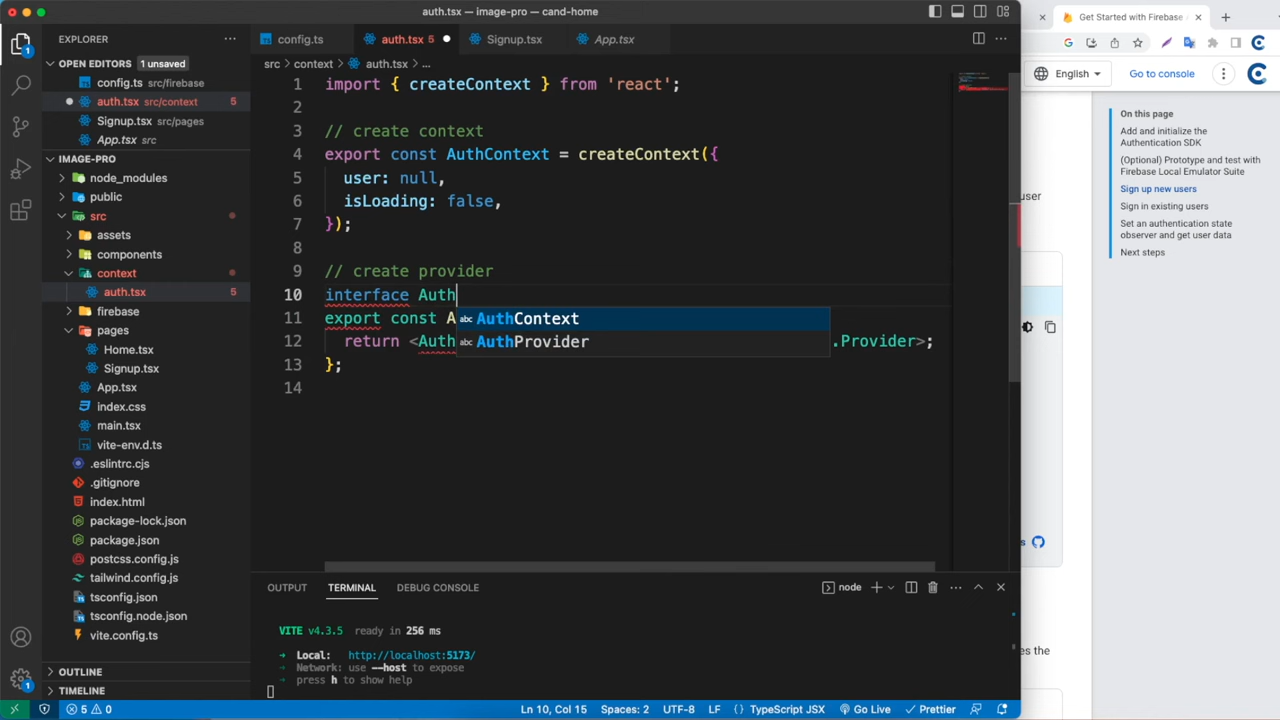 auth.tsx — image-pro — cand-home
Get Started with Firebase
EXPLORER
config.ts
auth.tsx 5
Signup.tsx
App.tsx
src > context > auth.tsx > ...
English
Go to console
OPEN EDITORS 1 unsaved
config.ts src/firebase
auth.tsx src/context 5
Signup.tsx src/pages
App.tsx src
IMAGE-PRO
node_modules
public
src
assets
components
context
auth.tsx 5
firebase
pages
Home.tsx
Signup.tsx
App.tsx
index.css
main.tsx
vite-env.d.ts
.eslintrc.cjs
.gitignore
index.html
package-lock.json
package.json
postcss.config.js
tailwind.config.js
tsconfig.json
tsconfig.node.json
vite.config.ts
OUTLINE
TIMELINE
1 import { createContext } from 'react';
2
3 // create context
4 export const AuthContext = createContext({
5 user: null,
6 isLoading: false,
7 });
8
9 // create provider
10 interface Auth
11 export const A
12 return <Auth .Provider>;
13 };
14
abc AuthContext
abc AuthProvider
On this page
Add and initialize the
Authentication SDK
(Optional) Prototype and test with
Firebase Local Emulator Suite
Sign up new users
Sign in existing users
Set an authentication state
observer and get user data
Next steps
user
es the
OUTPUT
TERMINAL
DEBUG CONSOLE
node
VITE v4.3.5 ready in 256 ms
➜ Local: http://localhost:5173/
➜ Network: use --host to expose
➜ press h to show help
1
1
5 0
Ln 10, Col 15
Spaces: 2
UTF-8
LF
{ } TypeScript JSX
Go Live
Prettier